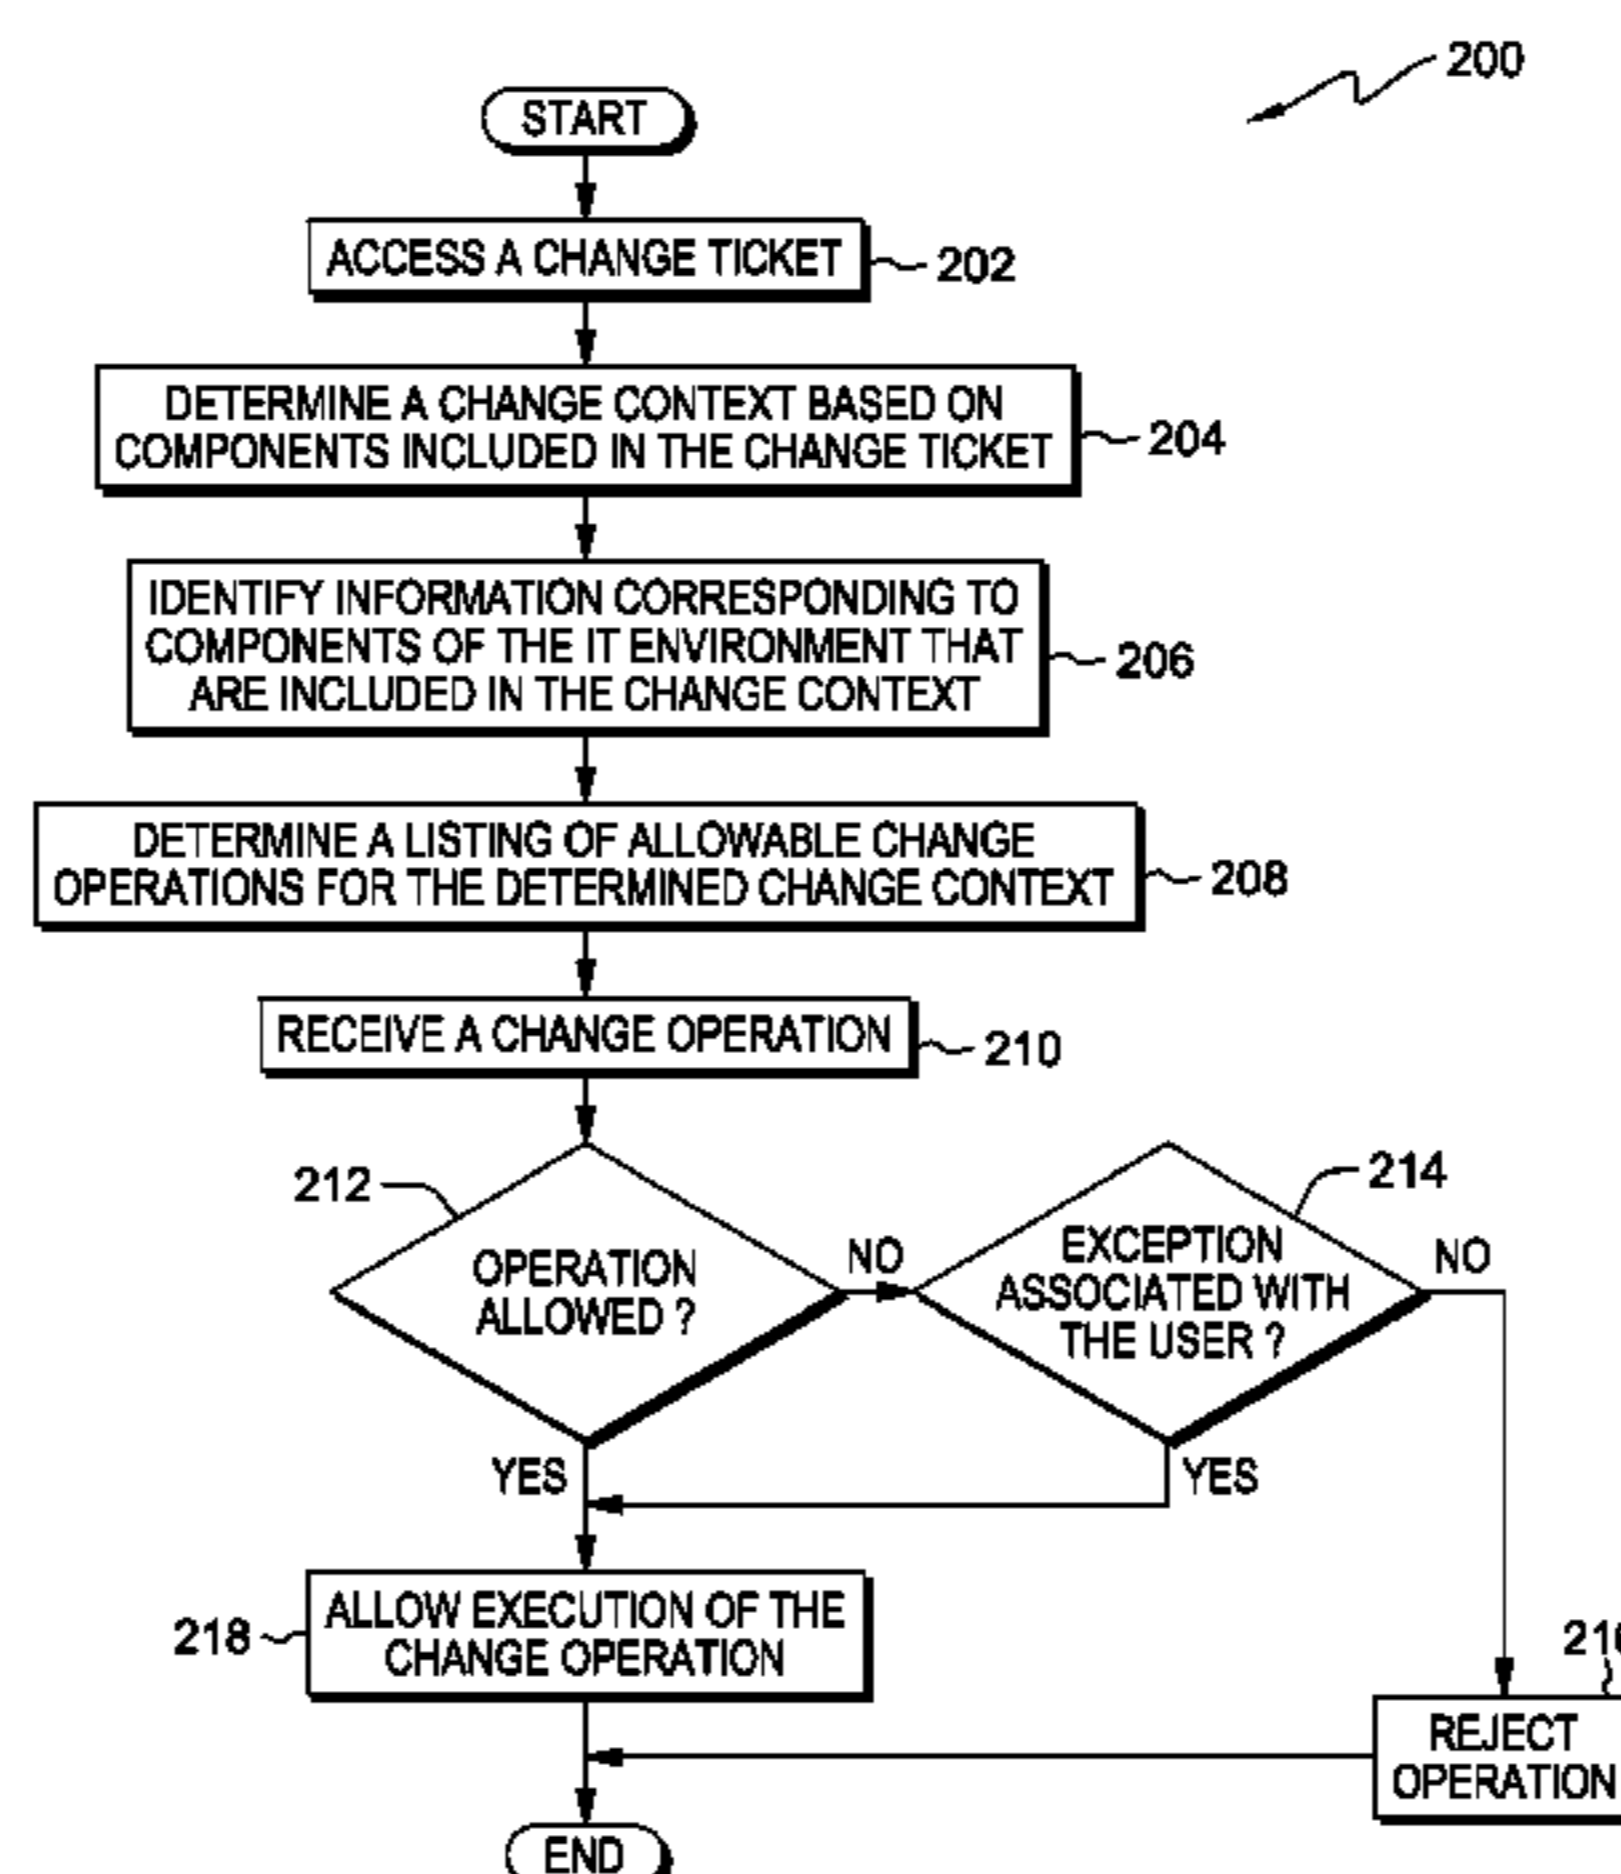 200
START
ACCESS A CHANGE TICKET
202
DETERMINE A CHANGE CONTEXT BASED ON
COMPONENTS INCLUDED IN THE CHANGE TICKET
204
IDENTIFY INFORMATION CORRESPONDING TO
COMPONENTS OF THE IT ENVIRONMENT THAT
ARE INCLUDED IN THE CHANGE CONTEXT
206
DETERMINE A LISTING OF ALLOWABLE CHANGE
OPERATIONS FOR THE DETERMINED CHANGE CONTEXT
208
RECEIVE A CHANGE OPERATION
210
212
OPERATION
ALLOWED ?
NO
214
EXCEPTION
ASSOCIATED WITH
THE USER ?
NO
YES
YES
218
ALLOW EXECUTION OF THE
CHANGE OPERATION
REJECT
OPERATION
END